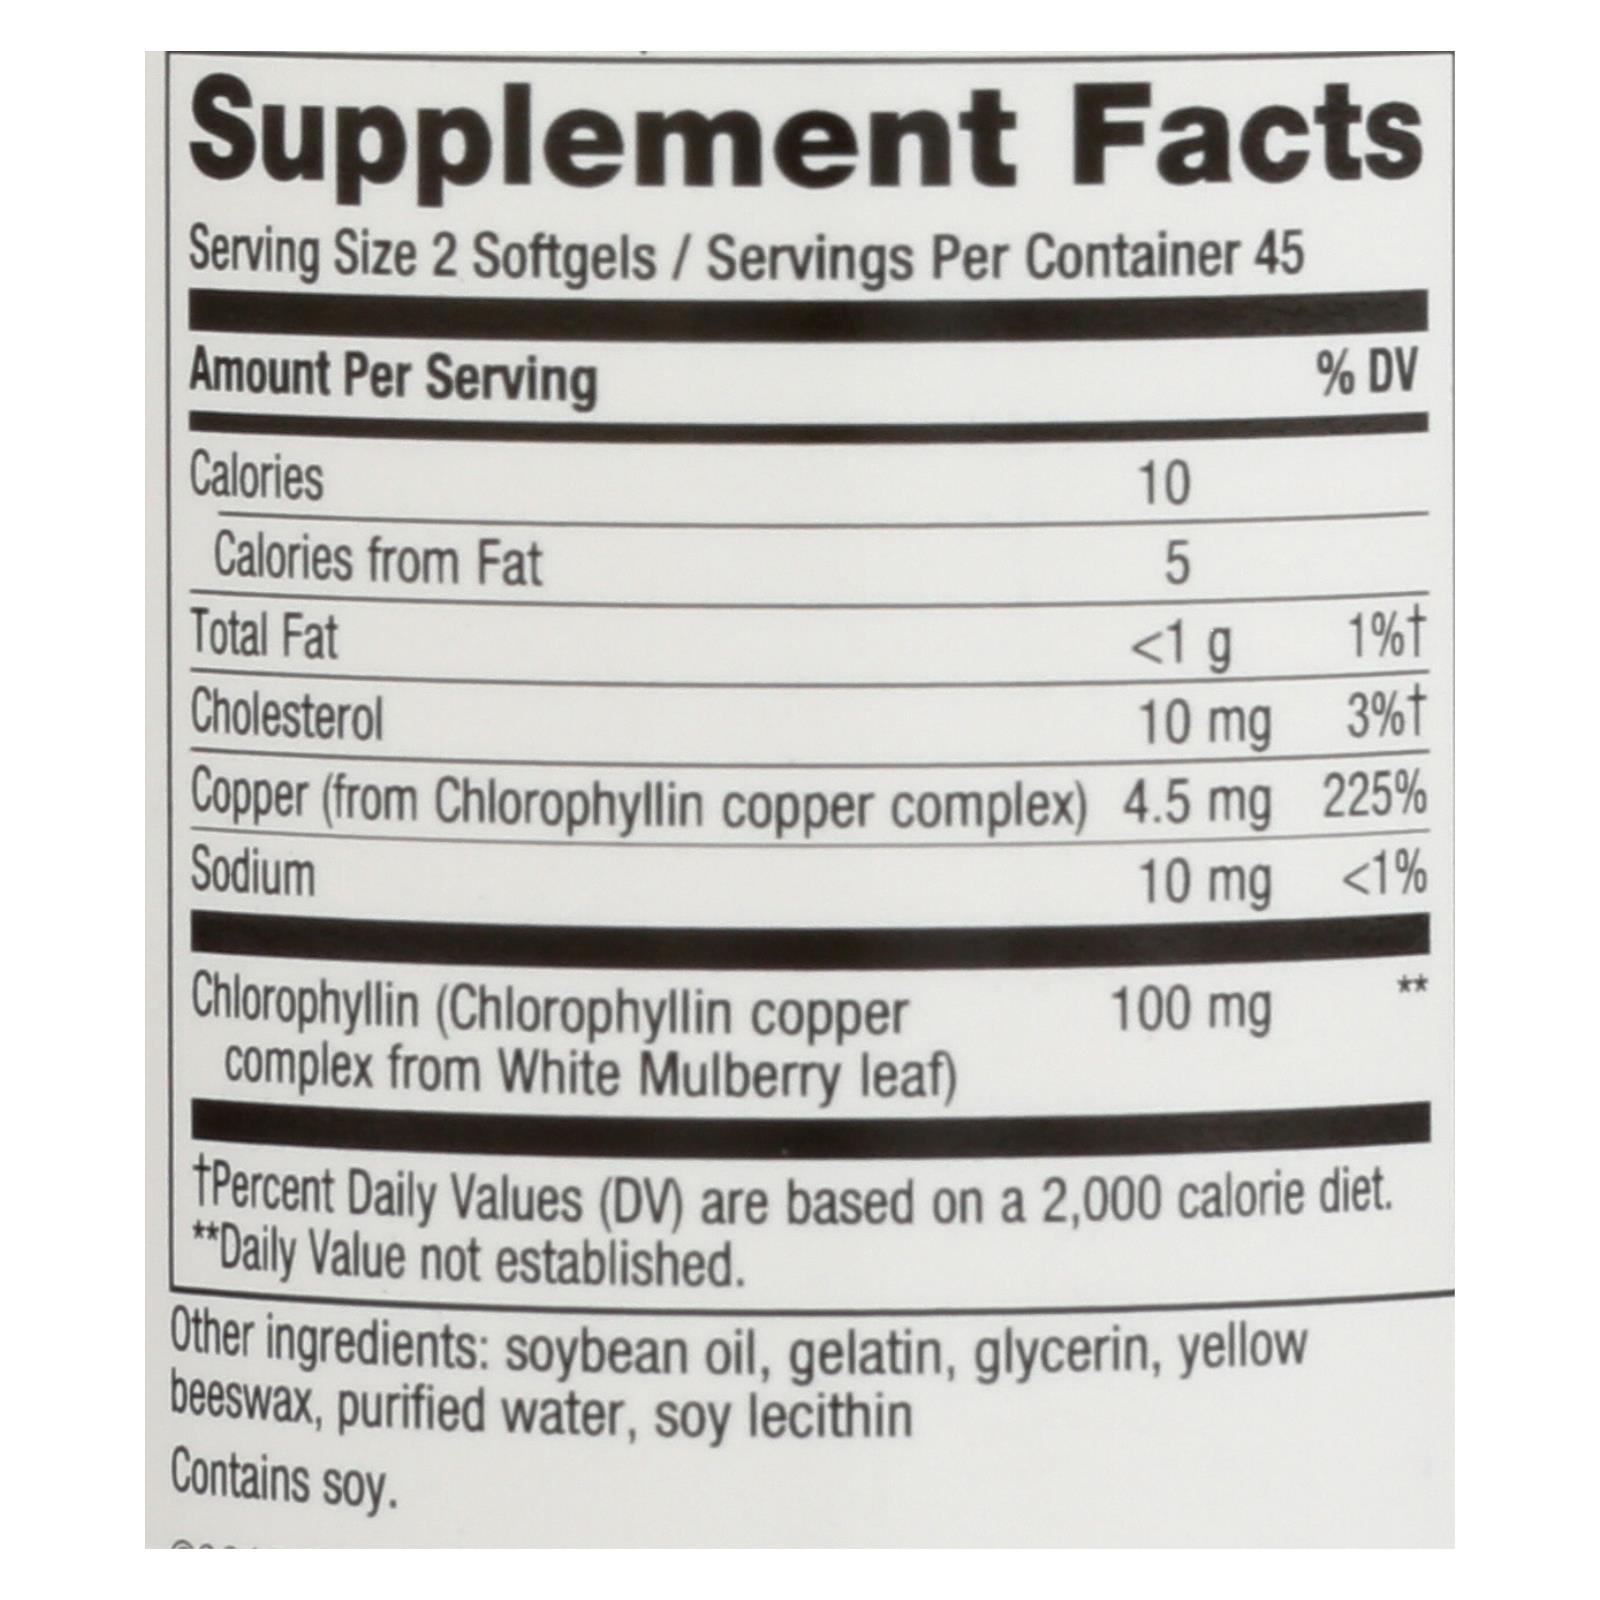 Supplement Facts
Serving Size 2 Softgels / Servings Per Container 45
Amount Per Serving % DV
Calories 10
Calories from Fat 5
Total Fat <1 g 1%†
Cholesterol 10 mg 3%†
Copper (from Chlorophyllin copper complex) 4.5 mg 225%
Sodium 10 mg <1%
Chlorophyllin (Chlorophyllin copper 100 mg **
complex from White Mulberry leaf)
†Percent Daily Values (DV) are based on a 2,000 calorie diet.
**Daily Value not established.
Other ingredients: soybean oil, gelatin, glycerin, yellow
beeswax, purified water, soy lecithin
Contains soy.